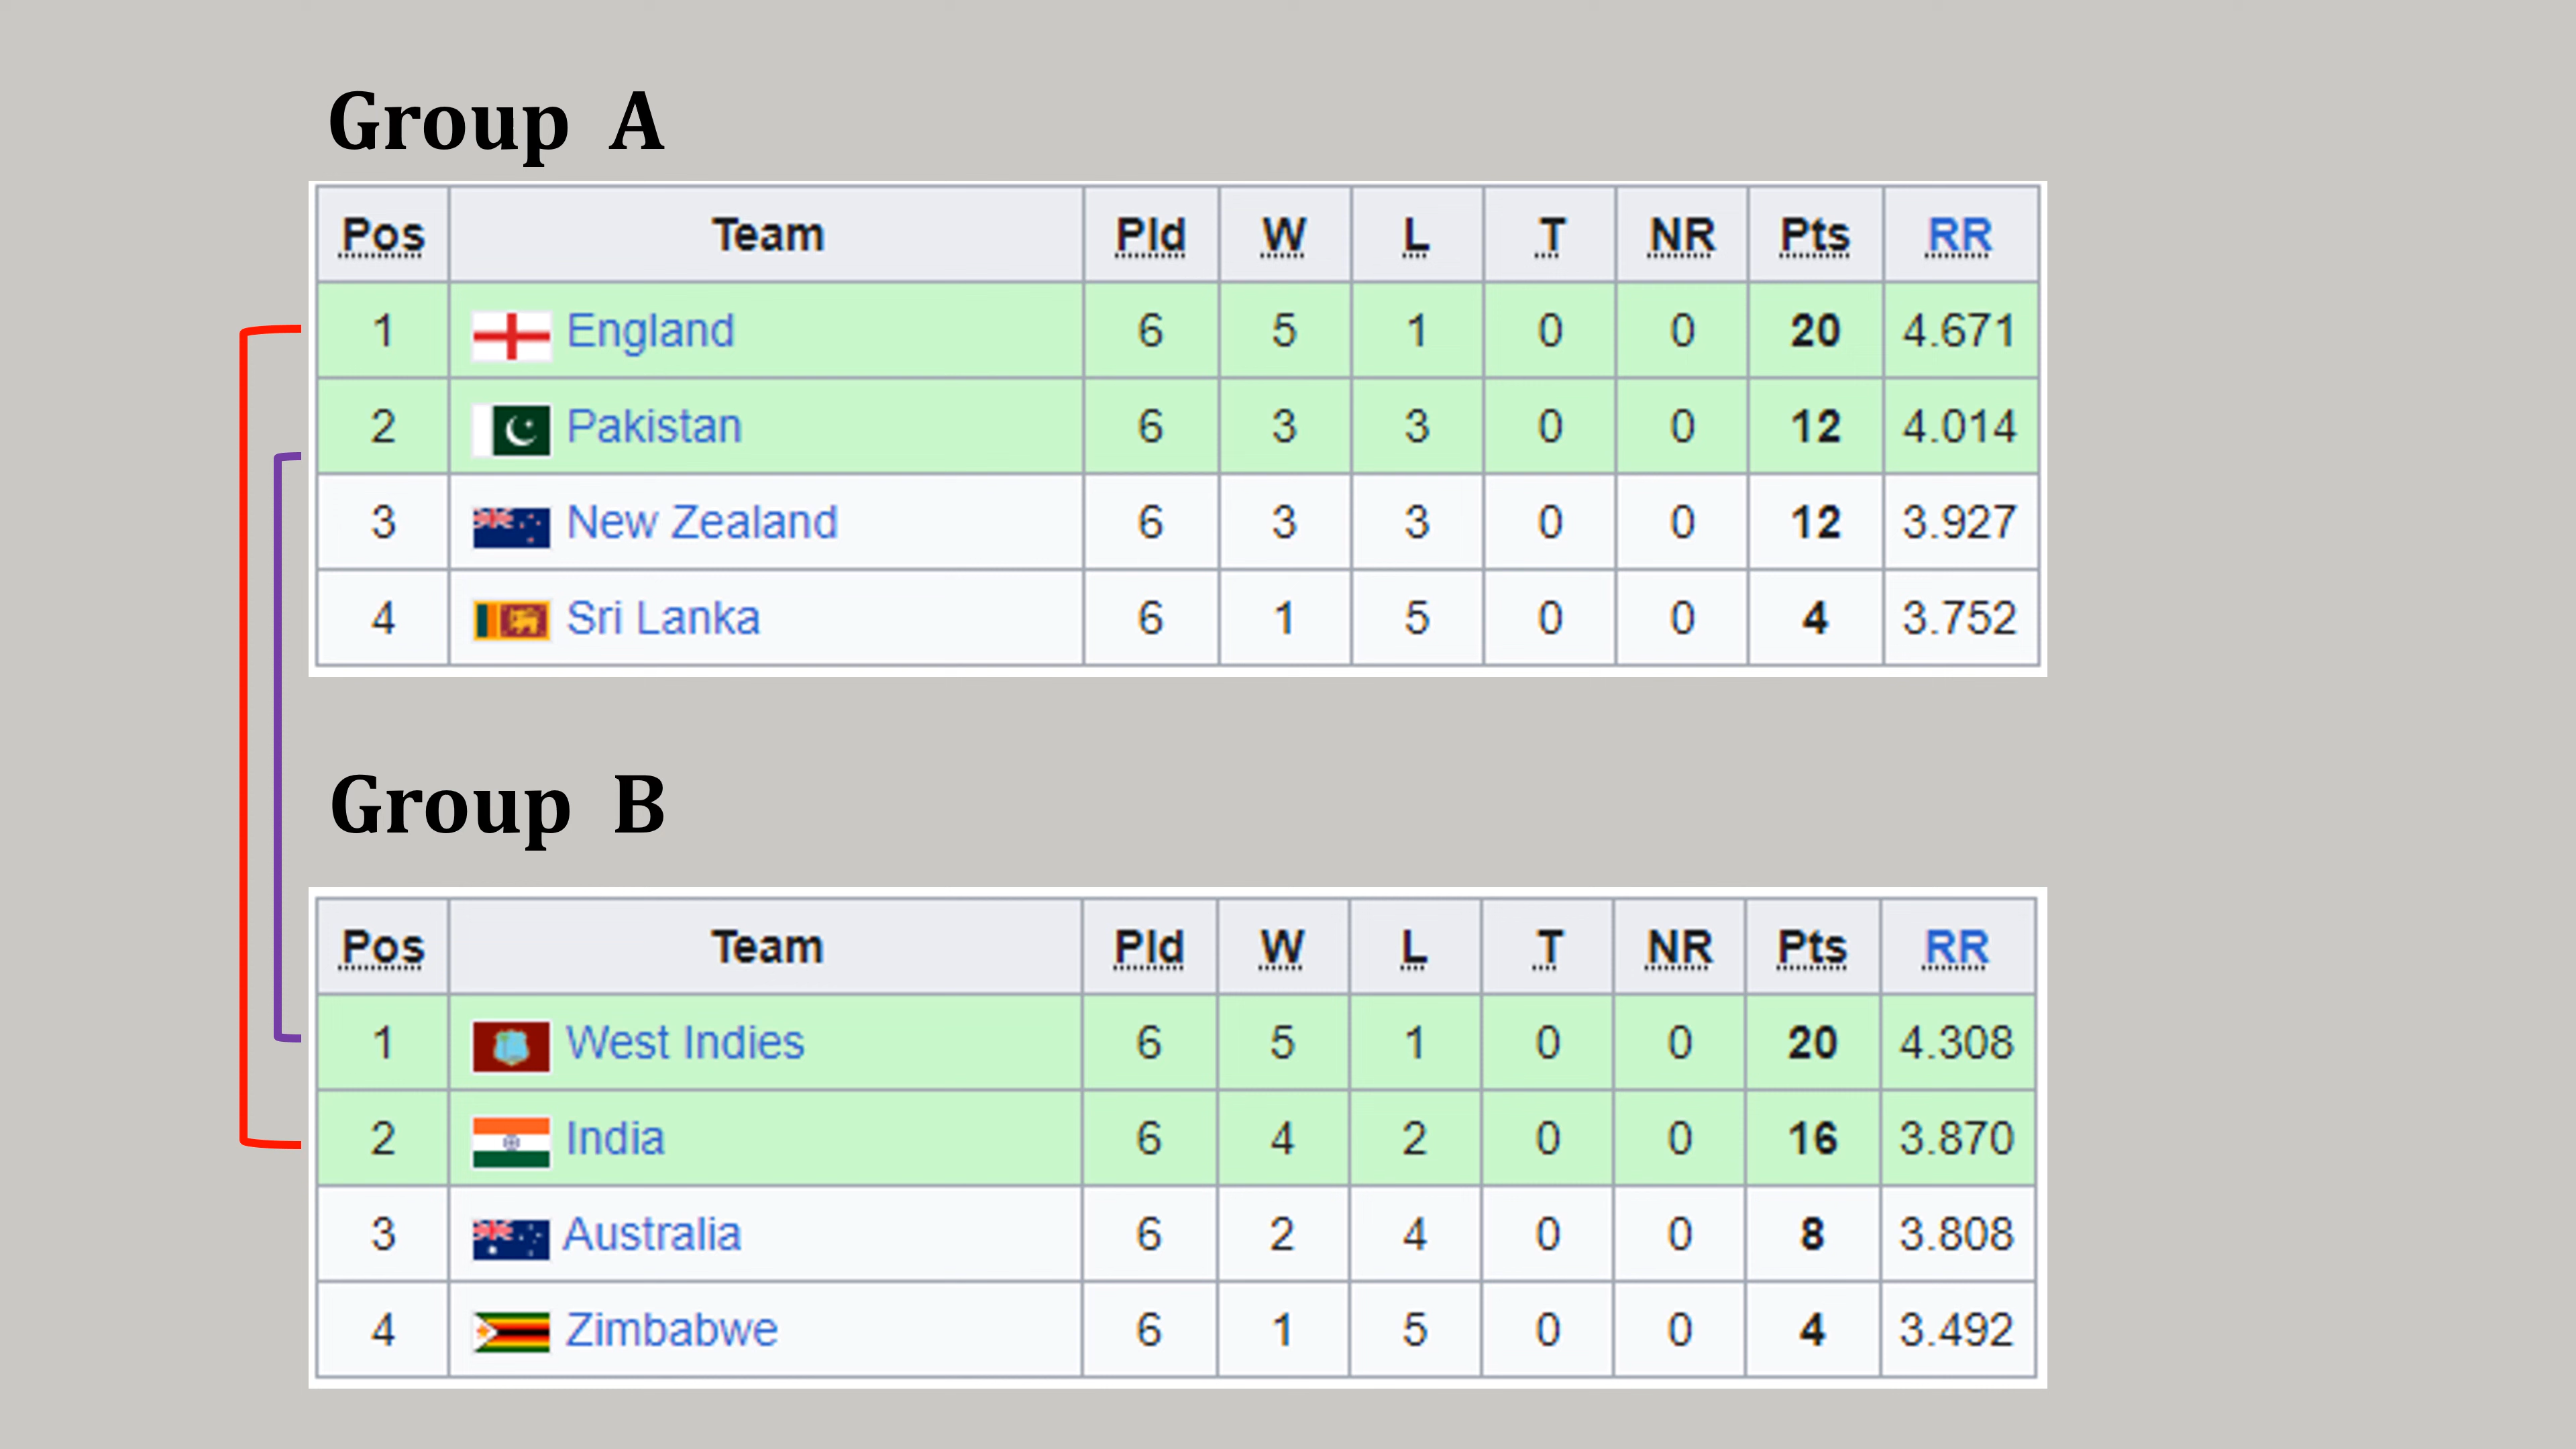 Group A
Pos Team Pld W L T NR Pts RR
1 England 6 5 1 0 0 20 4.671
2 Pakistan 6 3 3 0 0 12 4.014
3 New Zealand 6 3 3 0 0 12 3.927
4 Sri Lanka 6 1 5 0 0 4 3.752
Group B
Pos Team Pld W L T NR Pts RR
1 West Indies 6 5 1 0 0 20 4.308
2 India 6 4 2 0 0 16 3.870
3 Australia 6 2 4 0 0 8 3.808
4 Zimbabwe 6 1 5 0 0 4 3.492